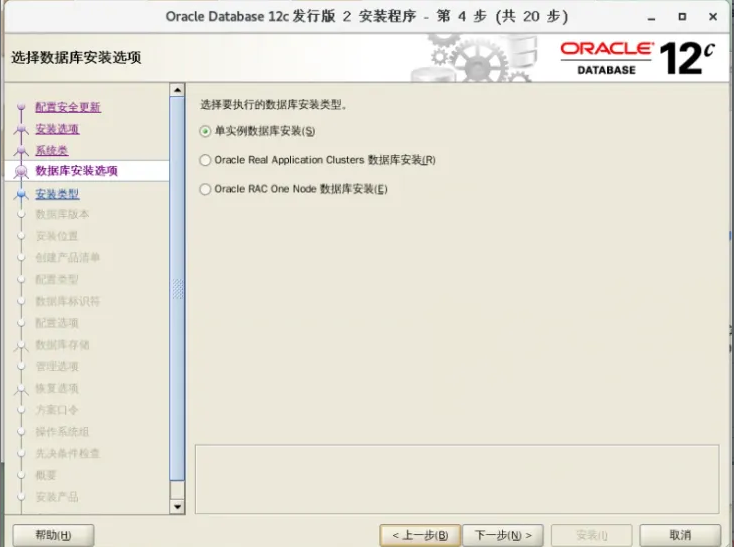 Oracle Database 12c 发行版 2 安装程序 - 第 4 步 (共 20 步)
选择数据库安装选项
ORACLE DATABASE 12c
配置安全更新
安装选项
系统类
数据库安装选项
安装类型
数据库版本
安装位置
创建产品清单
配置类型
数据库标识符
配置选项
数据库存储
管理选项
恢复选项
方案口令
操作系统组
先决条件检查
概要
安装产品
选择要执行的数据库安装类型。
单实例数据库安装(S)
Oracle Real Application Clusters 数据库安装(R)
Oracle RAC One Node 数据库安装(E)
帮助(H)
< 上一步(B)
下一步(N) >
安装(I)
取消